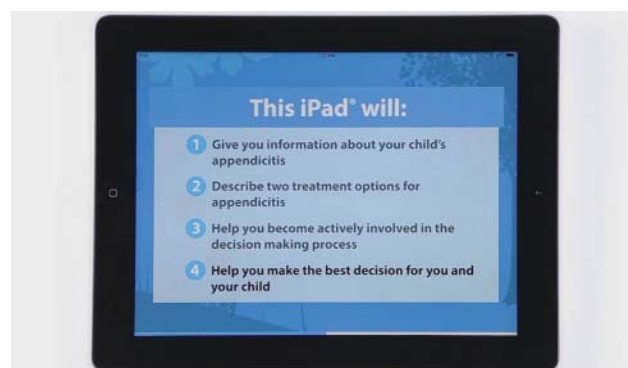 This iPad® will:
1 Give you information about your child's
appendicitis
2 Describe two treatment options for
appendicitis
3 Help you become actively involved in the
decision making process
4 Help you make the best decision for you and
your child